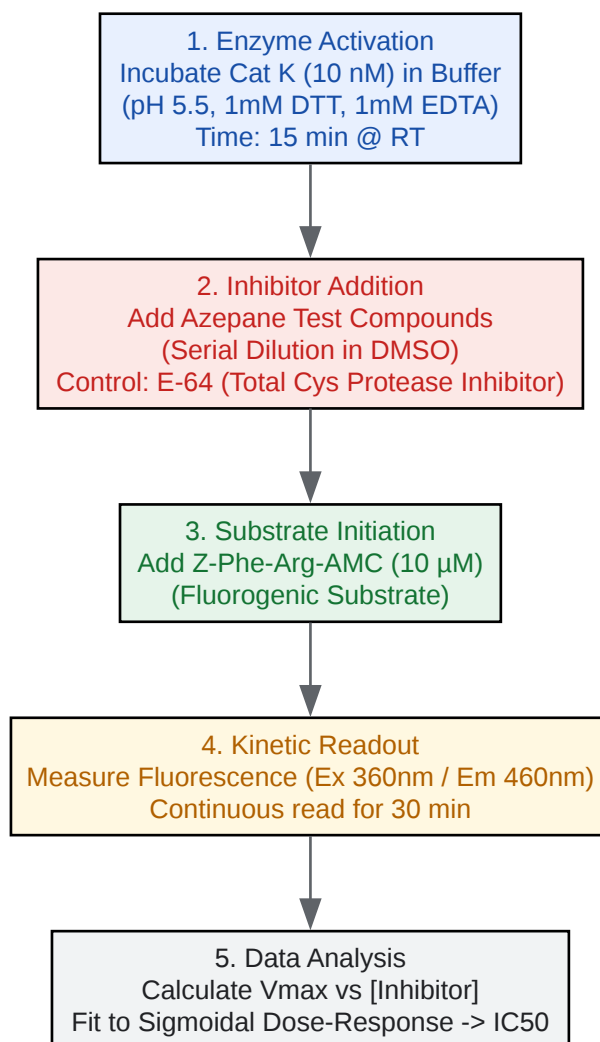 1. Enzyme Activation
Incubate Cat K (10 nM) in Buffer
(pH 5.5, 1mM DTT, 1mM EDTA)
Time: 15 min @ RT
2. Inhibitor Addition
Add Azepane Test Compounds
(Serial Dilution in DMSO)
Control: E-64 (Total Cys Protease Inhibitor)
3. Substrate Initiation
Add Z-Phe-Arg-AMC (10 µM)
(Fluorogenic Substrate)
4. Kinetic Readout
Measure Fluorescence (Ex 360nm / Em 460nm)
Continuous read for 30 min
5. Data Analysis
Calculate Vmax vs [Inhibitor]
Fit to Sigmoidal Dose-Response -> IC50